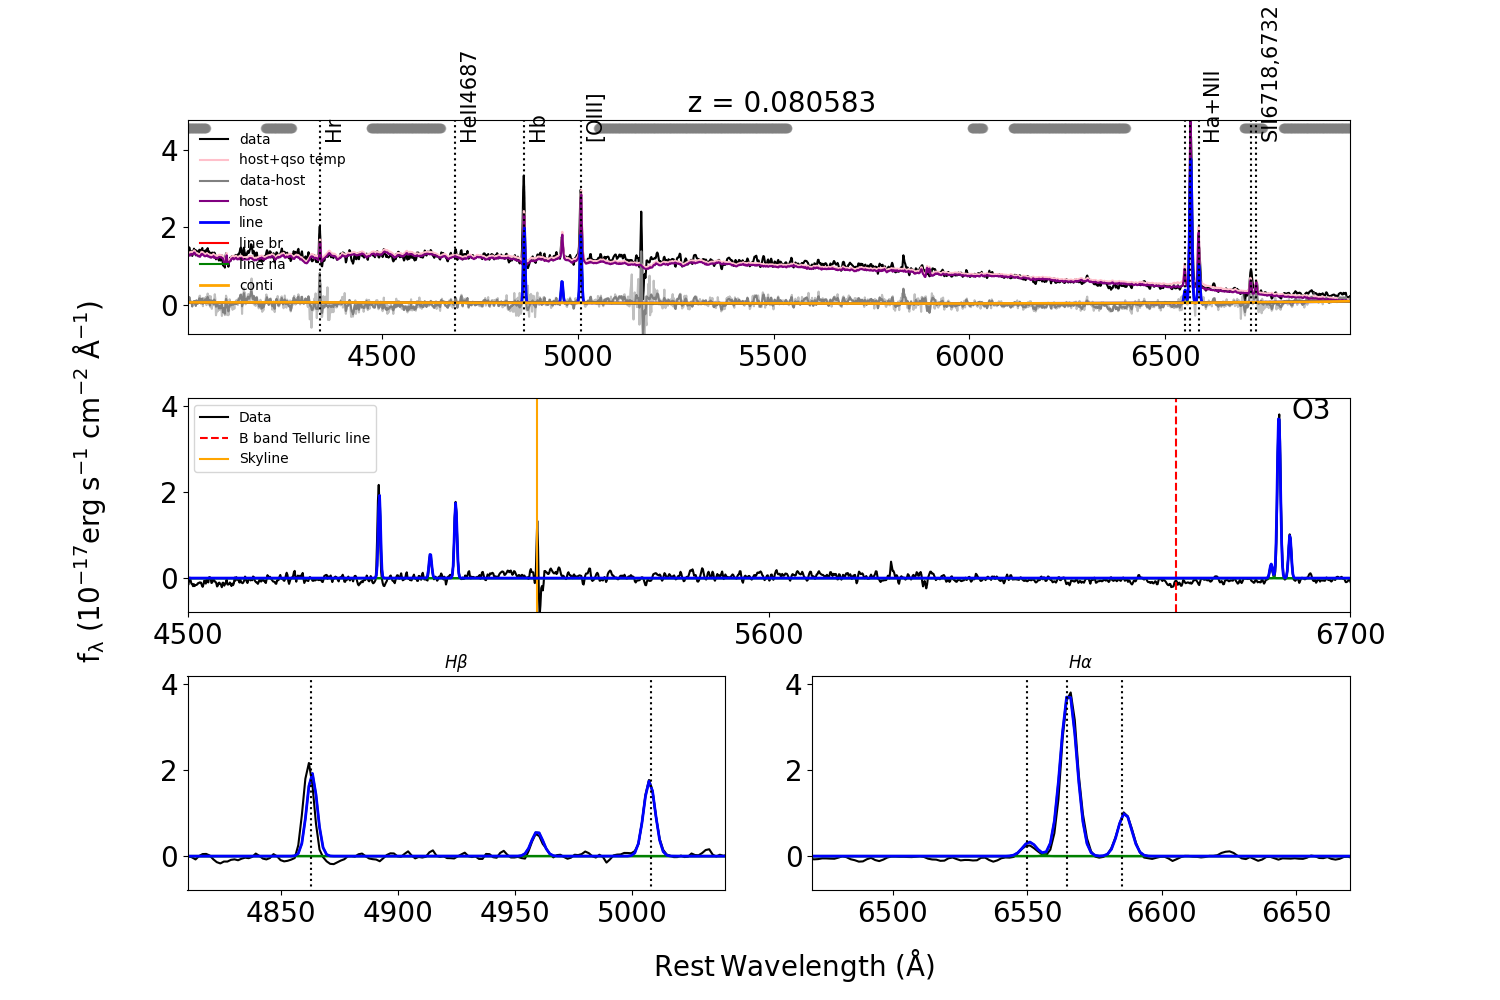 z = 0.080583
Hr
HeII4687
Hb
[OIII]
Ha+NII
SII6718,6732
data
host+qso temp
data-host
host
line
line br
line na
conti
4
2
0
4500
5000
5500
6000
6500
fλ (10⁻¹⁷erg s⁻¹ cm⁻² Å⁻¹)
O3
Data
B band Telluric line
Skyline
4
2
0
4500
5600
6700
Hβ
4
2
0
4850
4900
4950
5000
Hα
4
2
0
6500
6550
6600
6650
Rest Wavelength (Å)